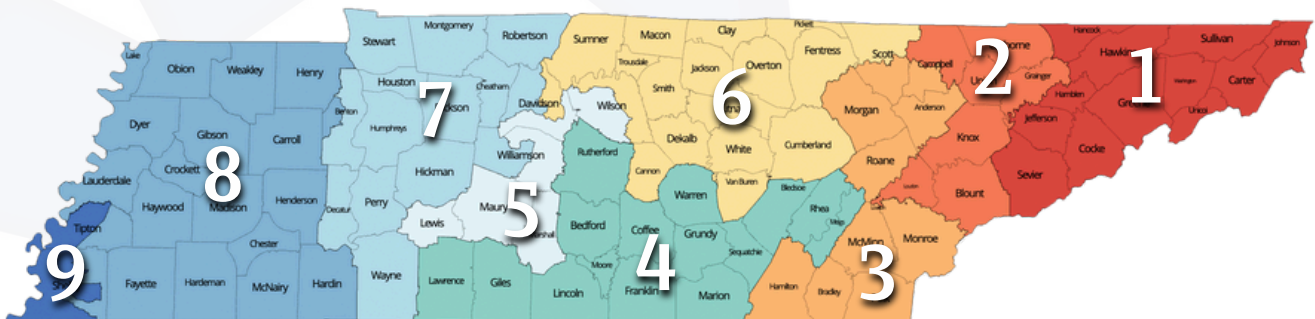 Lake
Obion
Weakley
Henry
Dyer
Gibson
Carroll
Crockett
Lauderdale
Haywood
Madison
Henderson
Chester
Tipton
Fayette
Hardeman
McNairy
Hardin
8
9
Stewart
Montgomery
Robertson
Houston
Cheatham
Benton
Humphreys
Davidson
Williamson
Hickman
Decatur
Perry
Wayne
7
Wilson
Lewis
5
Sumner
Macon
Clay
Pickett
Trousdale
Jackson
Overton
Fentress
Scott
Smith
Dekalb
White
Cumberland
Cannon
Van Buren
6
Rutherford
Warren
Bledsoe
Rhea
Meigs
Bedford
Coffee
Grundy
Sequatchie
Moore
Lawrence
Giles
Lincoln
Franklin
Marion
4
Morgan
Anderson
Roane
McMinn
Monroe
Hamilton
Bradley
3
Campbell
Grainger
Knox
Loudon
Blount
2
Hancock
Sullivan
Johnson
Washington
Carter
Hamblen
Unicoi
Jefferson
Cocke
Sevier
1